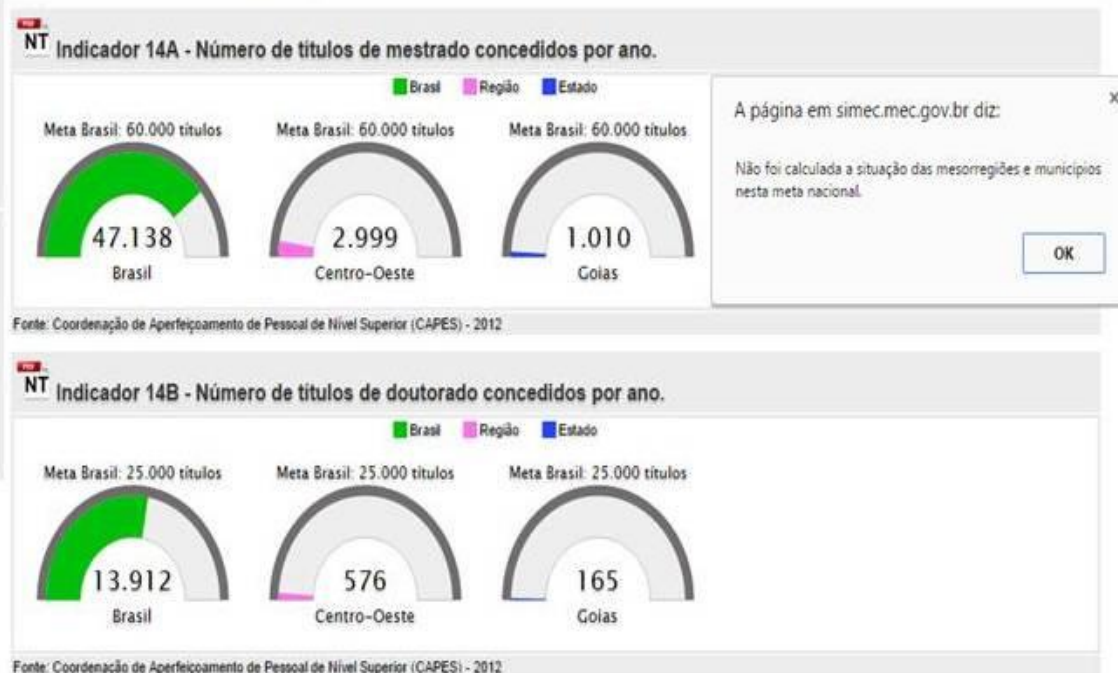 PDF
NT Indicador 14A - Número de títulos de mestrado concedidos por ano.
Brasil Região Estado
Meta Brasil: 60.000 títulos Meta Brasil: 60.000 títulos Meta Brasil: 60.000 títulos
47.138 2.999 1.010
Brasil Centro-Oeste Goias
A página em simec.mec.gov.br diz:
×
Não foi calculada a situação das mesorregiões e municípios
nesta meta nacional.
OK
Fonte: Coordenação de Aperfeiçoamento de Pessoal de Nível Superior (CAPES) - 2012
PDF
NT Indicador 14B - Número de títulos de doutorado concedidos por ano.
Brasil Região Estado
Meta Brasil: 25.000 títulos Meta Brasil: 25.000 títulos Meta Brasil: 25.000 títulos
13.912 576 165
Brasil Centro-Oeste Goias
Fonte: Coordenação de Aperfeiçoamento de Pessoal de Nível Superior (CAPES) - 2012